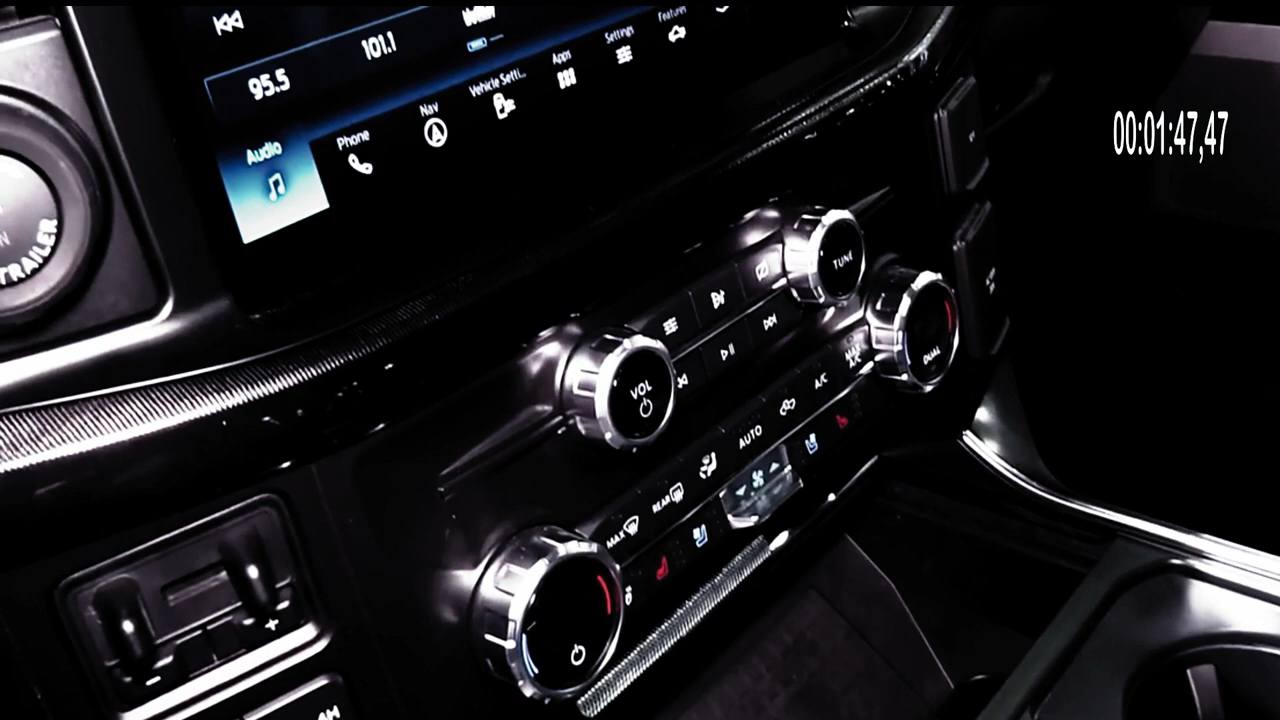 95.5
101.1
Audio
Phone
Nav
Vehicle Setti...
Apps
Settings
Features
00:01:47,47
TRAILER
TUNE
VOL
DUAL
MAX A/C
A/C
AUTO
REAR
MAX